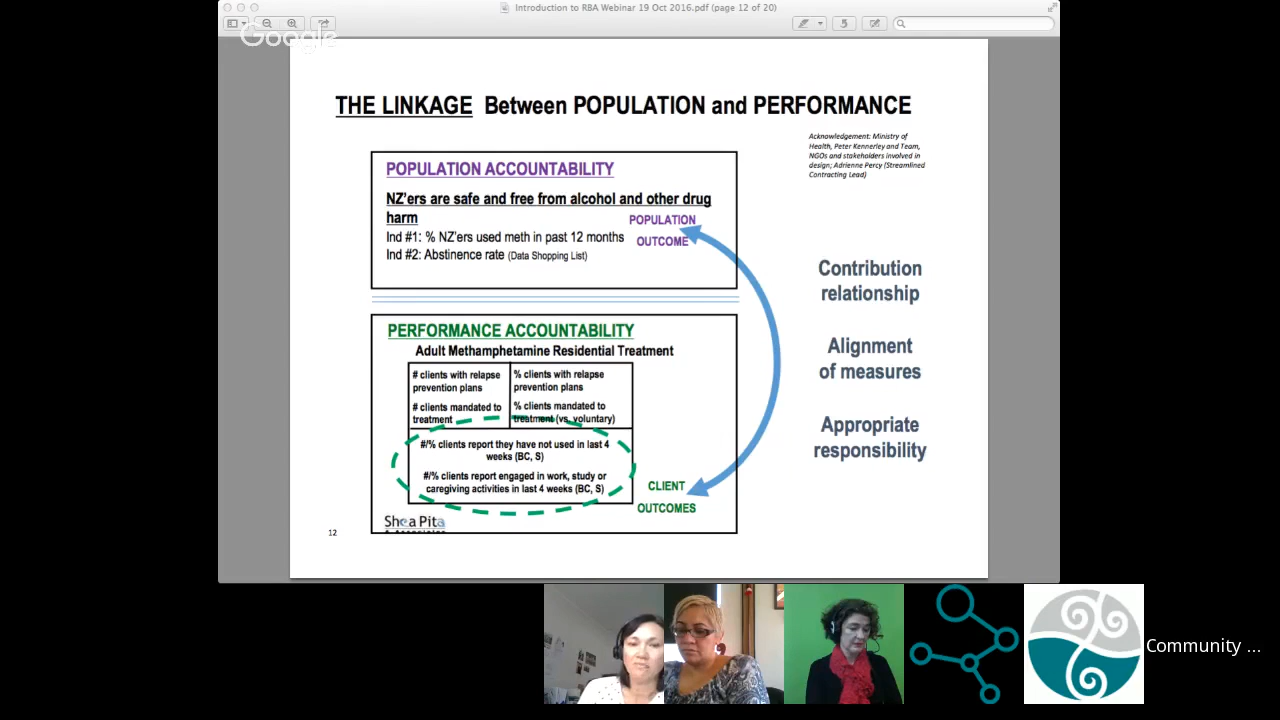 Introduction to RBA Webinar 19 Oct 2016.pdf (page 12 of 20)
Google
THE LINKAGE Between POPULATION and PERFORMANCE
Acknowledgement: Ministry of
Health, Peter Kennerley and Team,
NGOs and stakeholders involved in
design; Adrienne Percy (Streamlined
Contracting Lead)
POPULATION ACCOUNTABILITY
NZ'ers are safe and free from alcohol and other drug
harm
POPULATION
Ind #1: % NZ'ers used meth in past 12 months
OUTCOME
Ind #2: Abstinence rate (Data Shopping List)
Contribution
relationship
Alignment
of measures
Appropriate
responsibility
PERFORMANCE ACCOUNTABILITY
Adult Methamphetamine Residential Treatment
# clients with relapse
prevention plans
# clients mandated to
treatment
% clients with relapse
prevention plans
% clients mandated to
treatment (vs. voluntary)
#/% clients report they have not used in last 4
weeks (BC, S)
#/% clients report engaged in work, study or
caregiving activities in last 4 weeks (BC, S)
CLIENT
OUTCOMES
Shea Pita
& Associates
12
Community ...